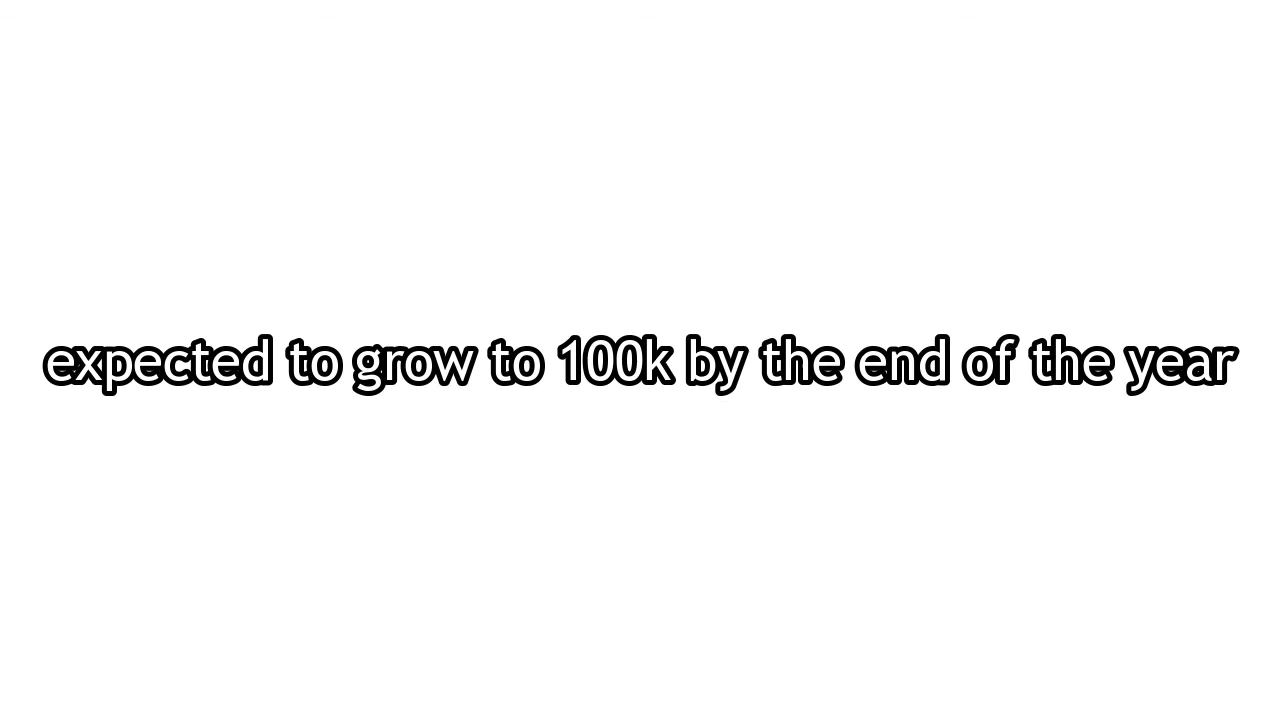 expected to grow to 100k by the end of the year